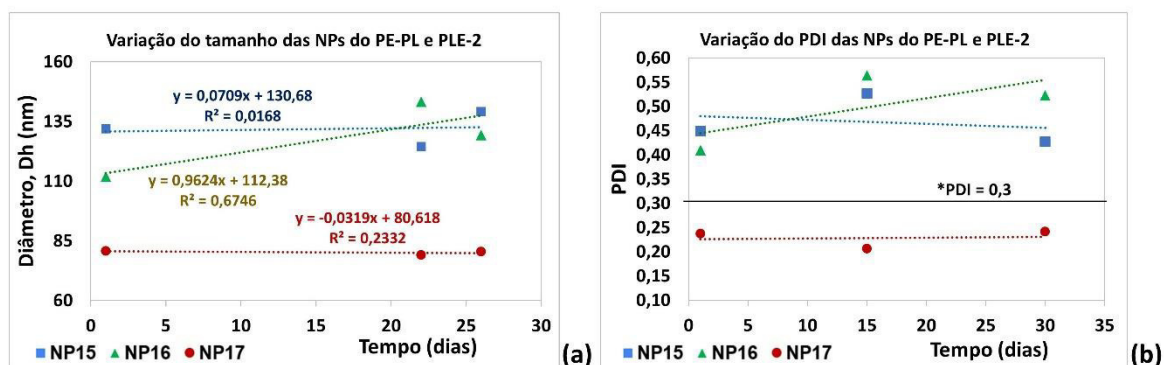 Variação do tamanho das NPs do PE-PL e PLE-2
160
135
110
85
60
Diâmetro, Dh (nm)
y = 0,0709x + 130,68
R² = 0,0168
y = 0,9624x + 112,38
R² = 0,6746
y = -0,0319x + 80,618
R² = 0,2332
0 5 10 15 20 25 30
NP15 NP16 NP17
Tempo (dias)
(a)
Variação do PDI das NPs do PE-PL e PLE-2
0,60
0,55
0,50
0,45
0,40
0,35
0,30
0,25
0,20
0,15
0,10
PDI
*PDI = 0,3
0 5 10 15 20 25 30 35
NP15 NP16 NP17
Tempo (dias)
(b)